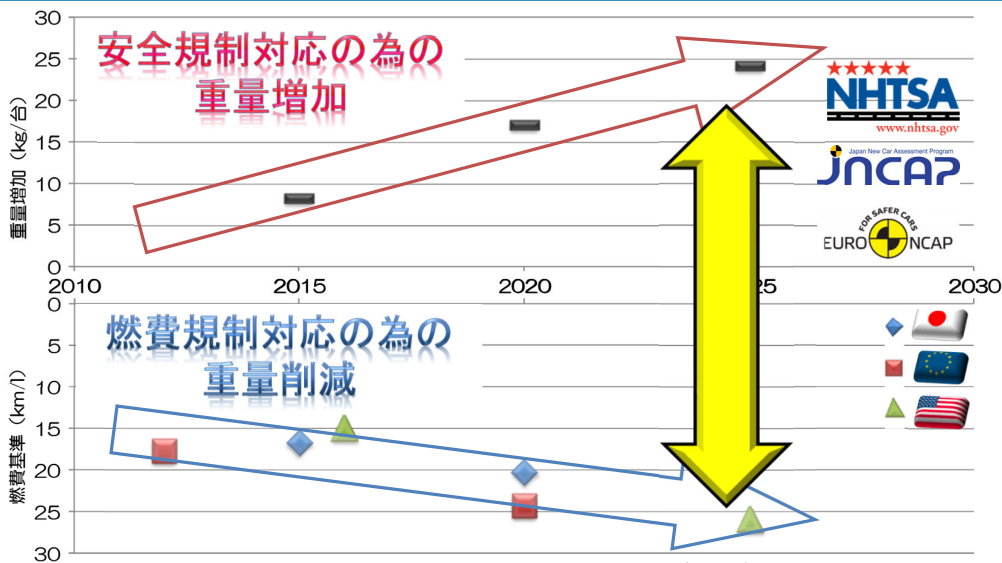 30
安全規制対応の為の
重量増加
25
20
15
10
5
0
重量増加（kg/台）
NHTSA
www.nhtsa.gov
Japan New Car Assessment Program
JNCAP
FOR SAFER CARS
EURO NCAP
2010
2015
2020
25
2030
0
燃費規制対応の為の
重量削減
5
10
15
20
25
30
燃費基準（km/l）